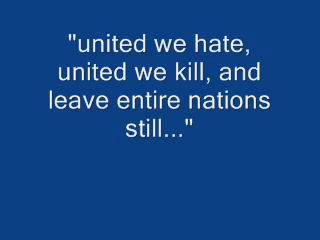 "united we hate,
united we kill, and
leave entire nations
still..."